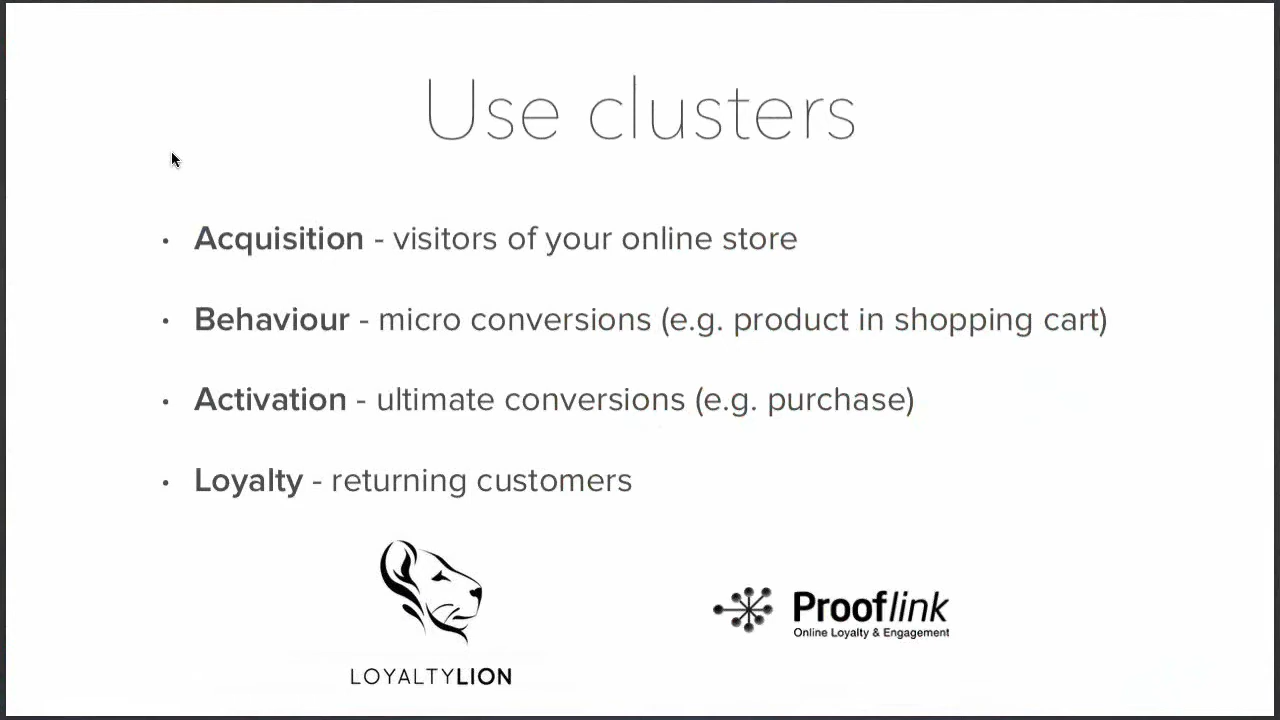 Use clusters
• Acquisition - visitors of your online store
• Behaviour - micro conversions (e.g. product in shopping cart)
• Activation - ultimate conversions (e.g. purchase)
• Loyalty - returning customers
LOYALTYLION
Prooflink
Online Loyalty & Engagement